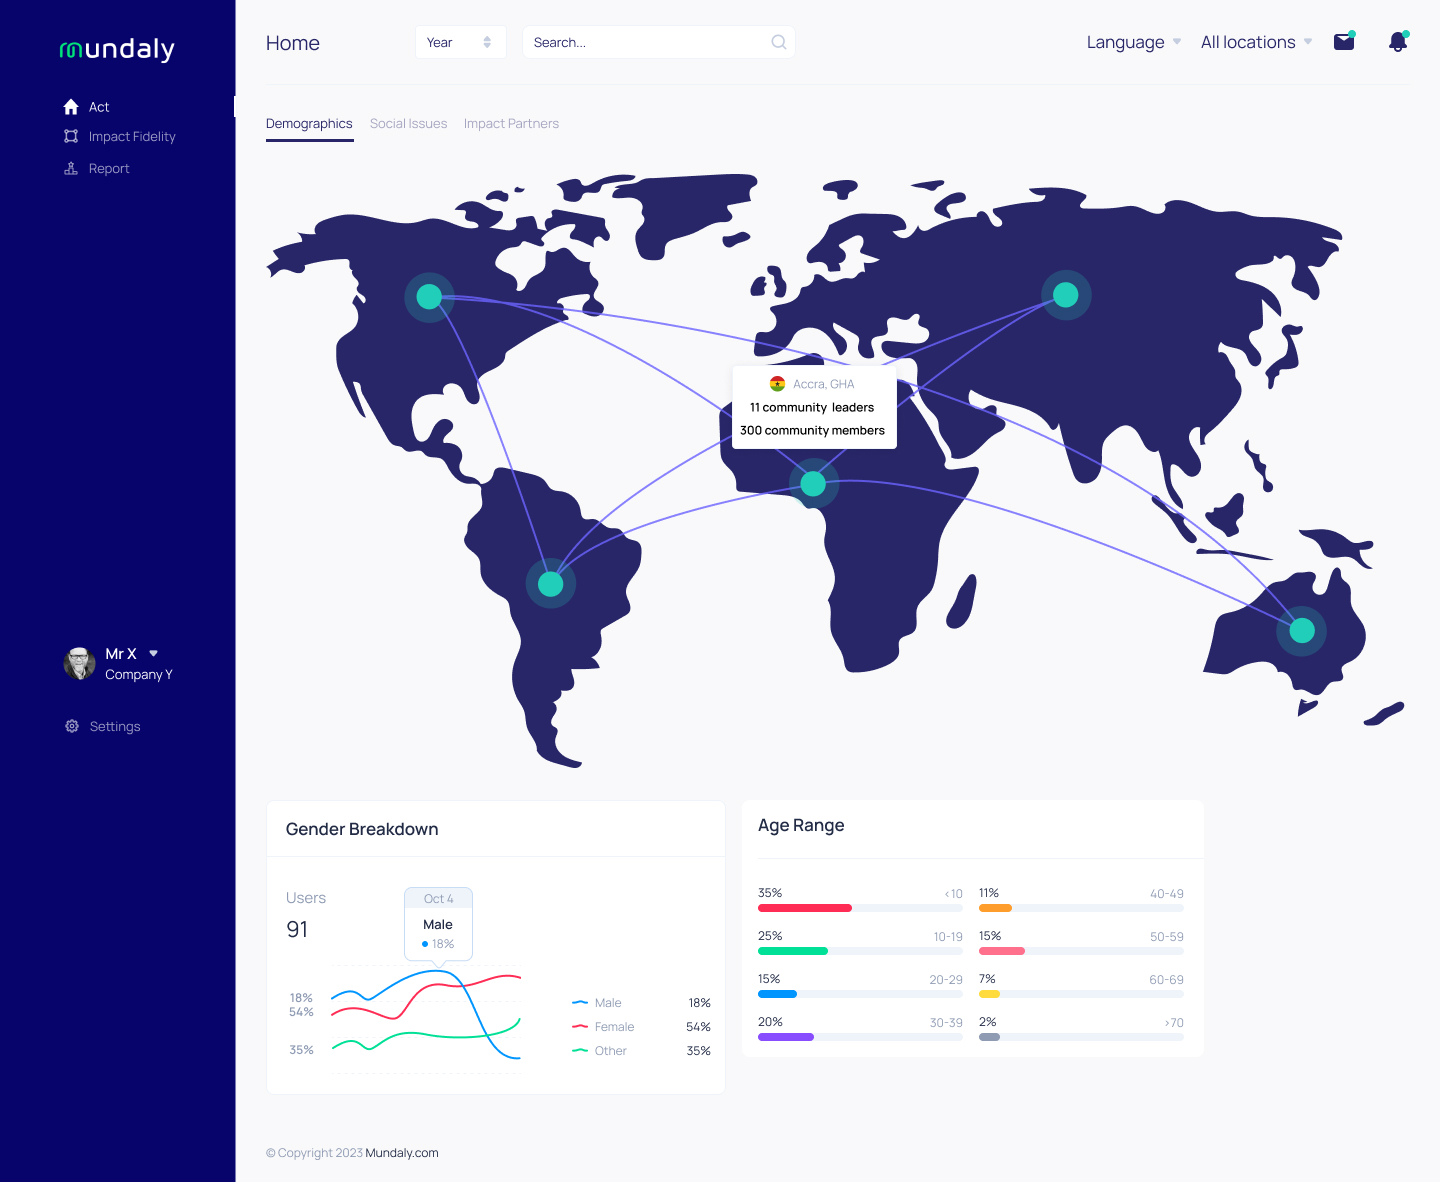 mundaly
Home
Year
Search...
Language
All locations
Act
Impact Fidelity
Report
Demographics
Social Issues
Impact Partners
Accra, GHA
11 community leaders
300 community members
Mr X
Company Y
Settings
Gender Breakdown
Users
91
Oct 4
Male
18%
18%
54%
35%
Male 18%
Female 54%
Other 35%
Age Range
35% <10
25% 10-19
15% 20-29
20% 30-39
11% 40-49
15% 50-59
7% 60-69
2% >70
© Copyright 2023 Mundaly.com